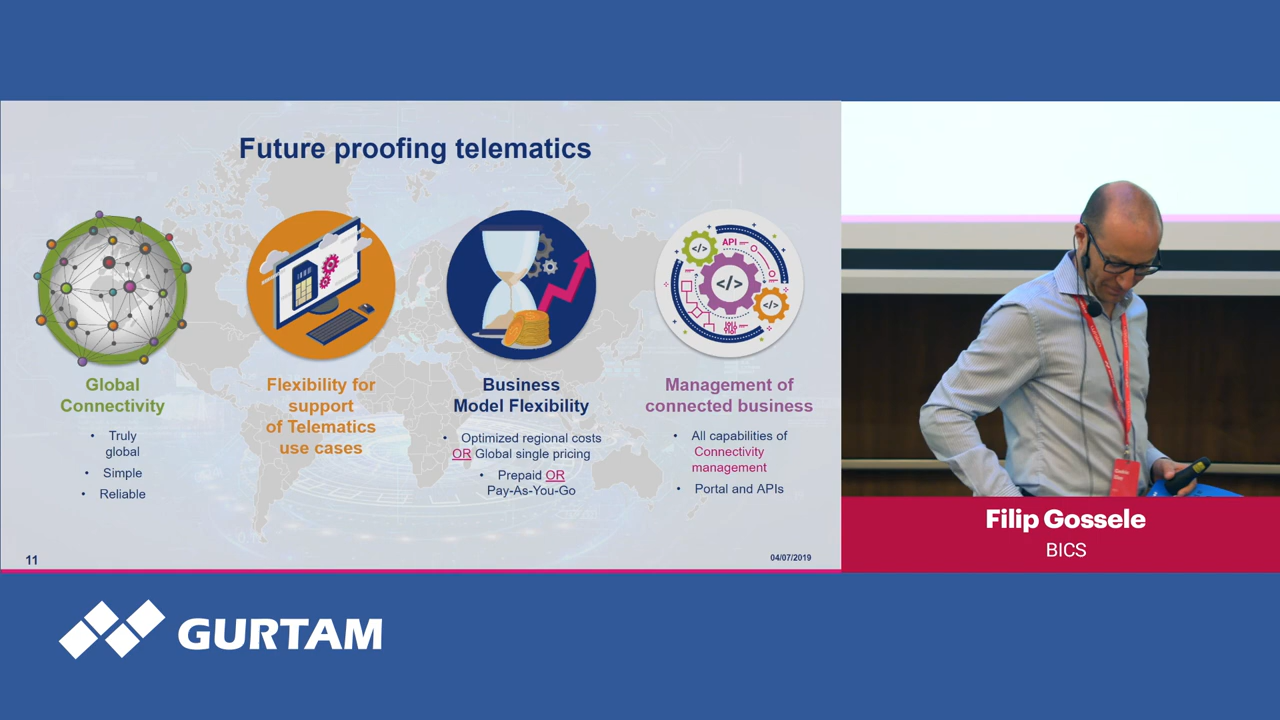 Future proofing telematics
API
Global
Connectivity
• Truly
global
• Simple
• Reliable
Flexibility for
support
of Telematics
use cases
Business
Model Flexibility
• Optimized regional costs
OR Global single pricing
• Prepaid OR
Pay-As-You-Go
Management of
connected business
• All capabilities of
Connectivity
management
• Portal and APIs
11
04/07/2019
Filip Gossele
BICS
GURTAM